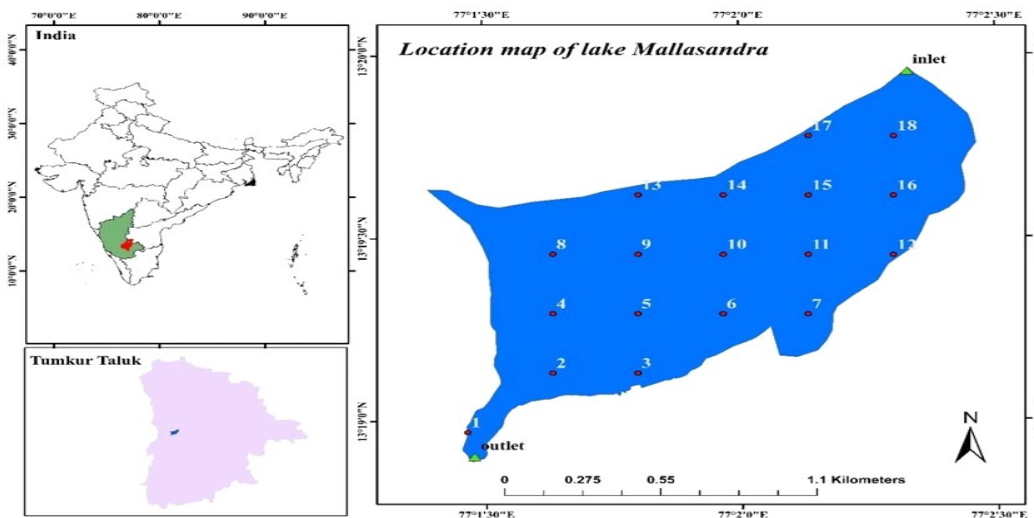 70°0'0"E 80°0'0"E 90°0'0"E
India
40°0'0"N
30°0'0"N
20°0'0"N
10°0'0"N
Tumkur Taluk
77°1'30"E 77°2'0"E 77°2'30"E
Location map of lake Mallasandra
inlet
13°20'0"N
17 18
13 14 15 16
13°19'30"N
8 9 10 11 12
4 5 6 7
2 3
13°19'0"N
1
outlet
N
0 0.275 0.55 1.1 Kilometers
77°1'30"E 77°2'0"E 77°2'30"E